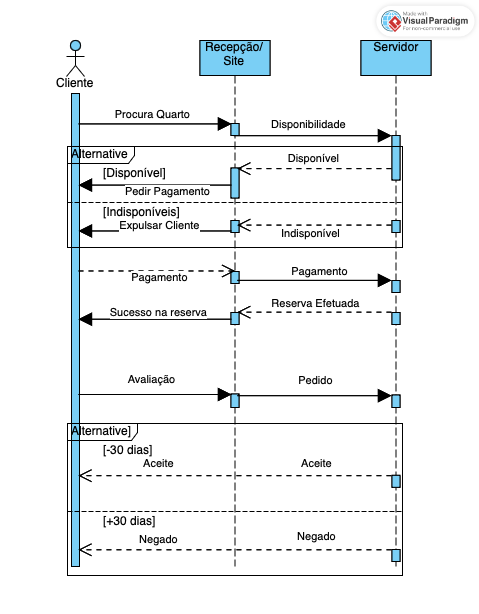 Made with
Visual Paradigm
For non-commercial use
Recepção/
Site
Servidor
Cliente
Procura Quarto
Disponibilidade
Alternative
Disponível
[Disponível]
Pedir Pagamento
[Indisponíveis]
Expulsar Cliente
Indisponível
Pagamento
Pagamento
Reserva Efetuada
Sucesso na reserva
Avaliação
Pedido
Alternative]
[-30 dias]
Aceite
Aceite
[+30 dias]
Negado
Negado